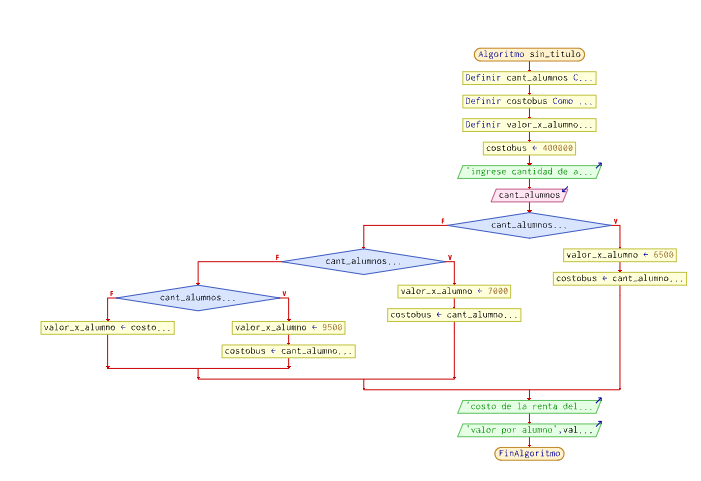 Algoritmo sin_titulo
Definir cant_alumnos C...
Definir costobus Como ...
Definir valor_x_alumno...
costobus ← 400000
'ingrese cantidad de a...
cant_alumnos
cant_alumnos...
F
V
valor_x_alumno ← 6500
costobus ← cant_alumno...
cant_alumnos...
F
V
valor_x_alumno ← 7000
costobus ← cant_alumno...
cant_alumnos...
F
V
valor_x_alumno ← costo...
valor_x_alumno ← 9500
costobus ← cant_alumno...
'costo de la renta del...
'valor por alumno',val...
FinAlgoritmo